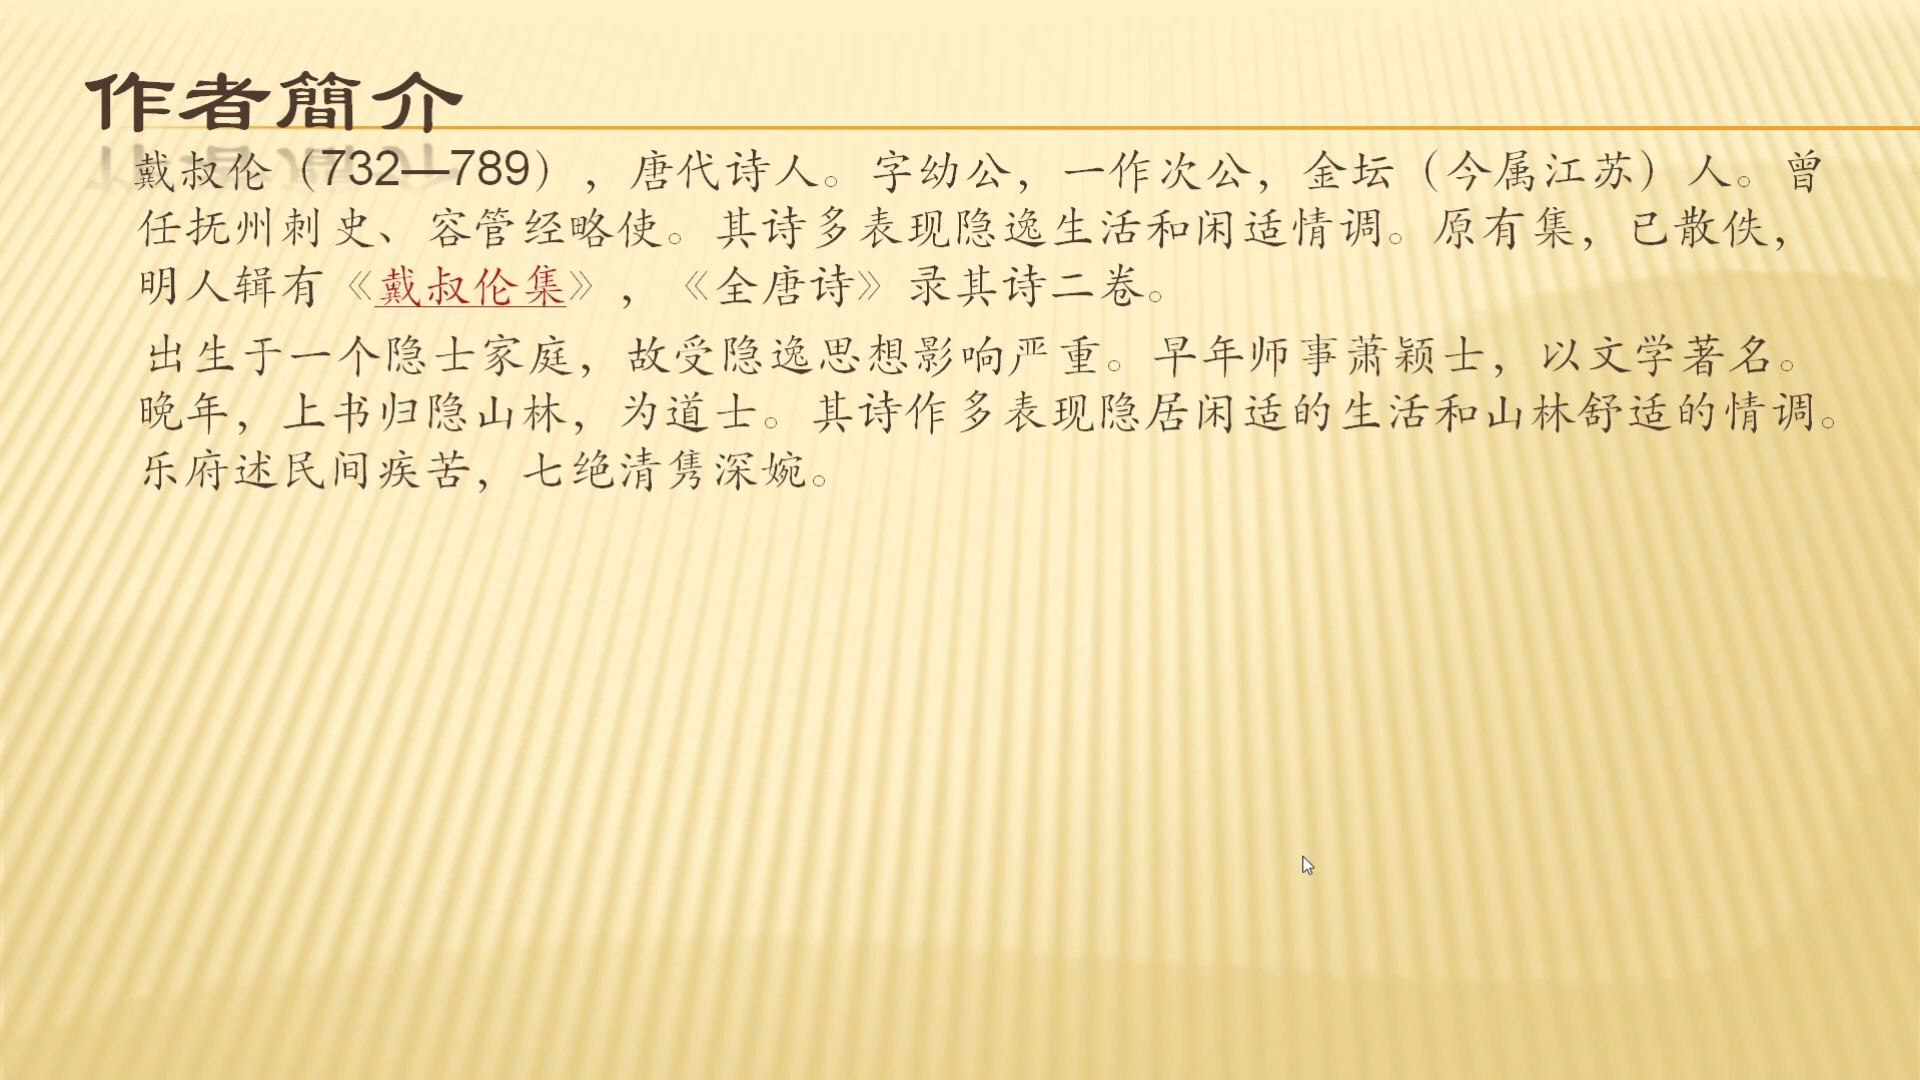 作者簡介
戴叔伦（732—789），唐代诗人。字幼公，一作次公，金坛（今属江苏）人。曾
任抚州刺史、容管经略使。其诗多表现隐逸生活和闲适情调。原有集，已散佚，
明人辑有《戴叔伦集》，《全唐诗》录其诗二卷。
出生于一个隐士家庭，故受隐逸思想影响严重。早年师事萧颖士，以文学著名。
晚年，上书归隐山林，为道士。其诗作多表现隐居闲适的生活和山林舒适的情调。
乐府述民间疾苦，七绝清隽深婉。